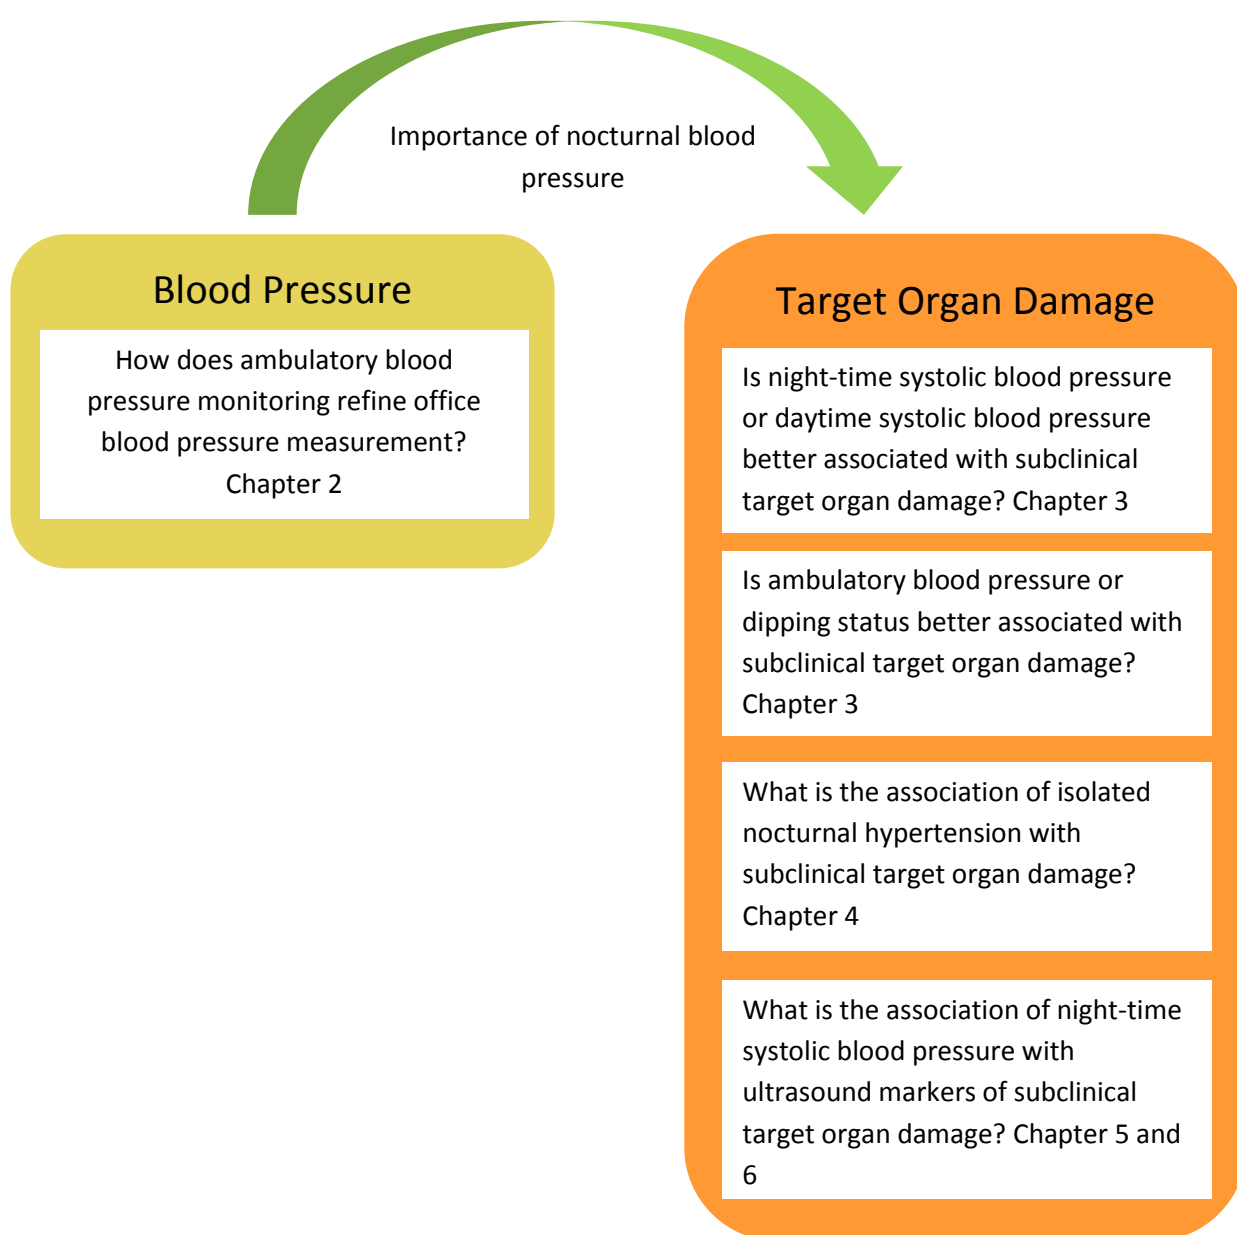 Importance of nocturnal blood
pressure
Blood Pressure
How does ambulatory blood
pressure monitoring refine office
blood pressure measurement?
Chapter 2
Target Organ Damage
Is night-time systolic blood pressure
or daytime systolic blood pressure
better associated with subclinical
target organ damage? Chapter 3
Is ambulatory blood pressure or
dipping status better associated with
subclinical target organ damage?
Chapter 3
What is the association of isolated
nocturnal hypertension with
subclinical target organ damage?
Chapter 4
What is the association of night-time
systolic blood pressure with
ultrasound markers of subclinical
target organ damage? Chapter 5 and
6